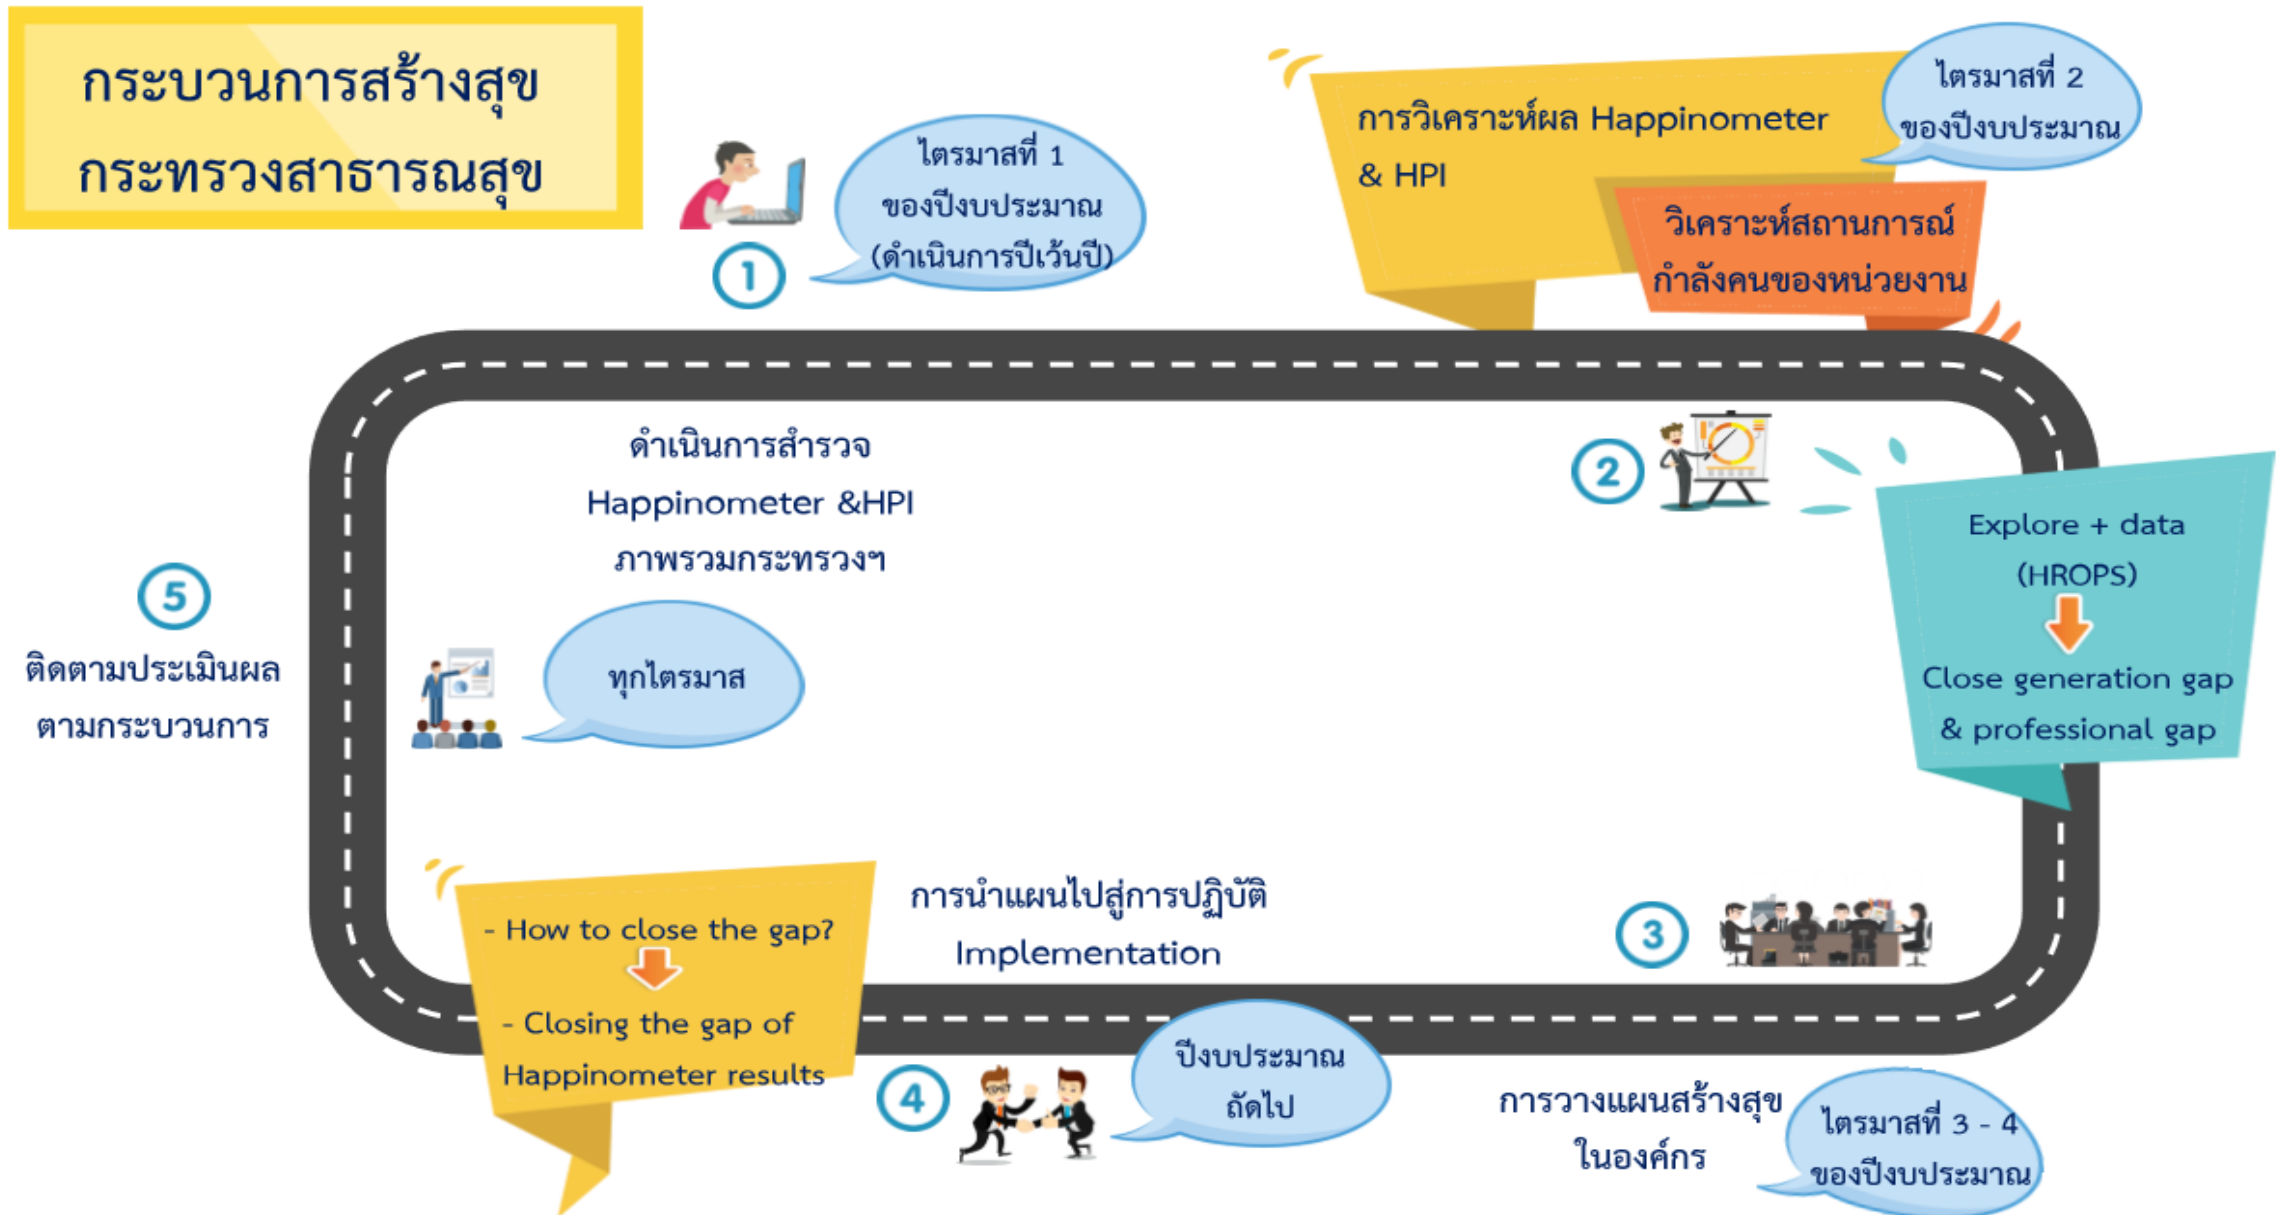 กระบวนการสร้างสุข
กระทรวงสาธารณสุข
1
ไตรมาสที่ 1
ของปีงบประมาณ
(ดำเนินการปีเว้นปี)
ดำเนินการสำรวจ
Happinometer &HPI
ภาพรวมกระทรวงฯ
การวิเคราะห์ผล Happinometer
& HPI
ไตรมาสที่ 2
ของปีงบประมาณ
วิเคราะห์สถานการณ์
กำลังคนของหน่วยงาน
2
Explore + data
(HROPS)
Close generation gap
& professional gap
3
การวางแผนสร้างสุข
ในองค์กร
ไตรมาสที่ 3 - 4
ของปีงบประมาณ
การนำแผนไปสู่การปฏิบัติ
Implementation
4
ปีงบประมาณ
ถัดไป
- How to close the gap?
- Closing the gap of
Happinometer results
5
ติดตามประเมินผล
ตามกระบวนการ
ทุกไตรมาส